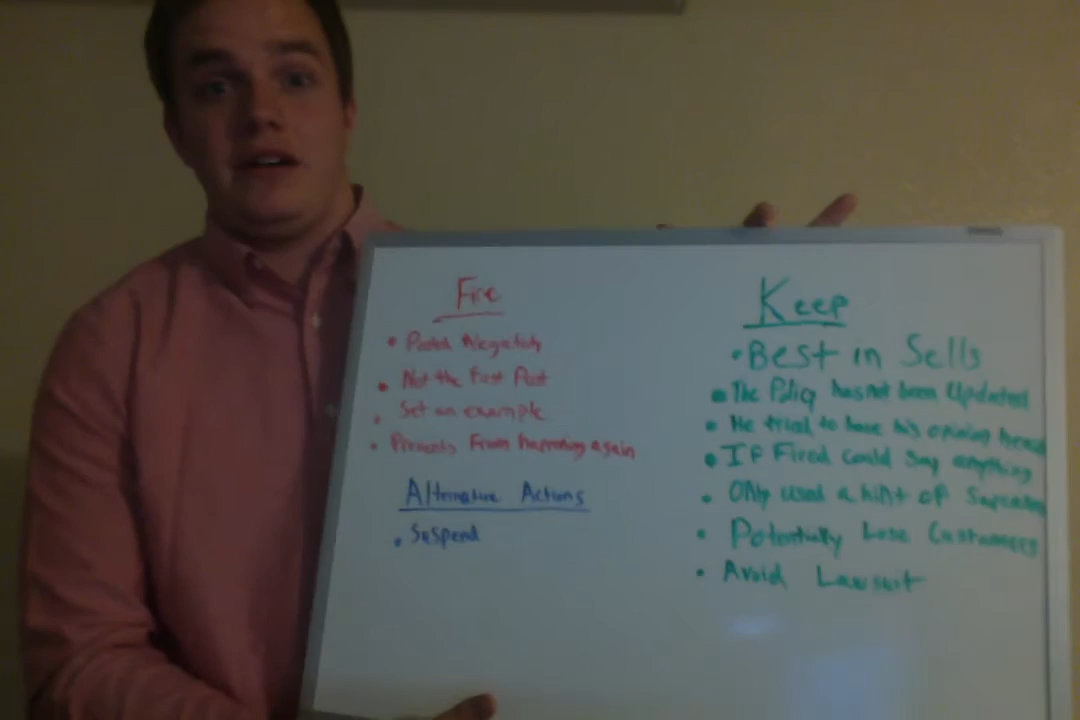 Fire
• Posted Negativly
• Not the First Post
• Set an example
• Prevents From happening again
Alternative Actions
• Suspend
Keep
• Best in Sells
• The Policy has not been Updated
• He tried to have his opinion heard
• IF Fired could Say anything
• Only used a hint of Sarcasm
• Potentially Lose Customers
• Avoid Lawsuit